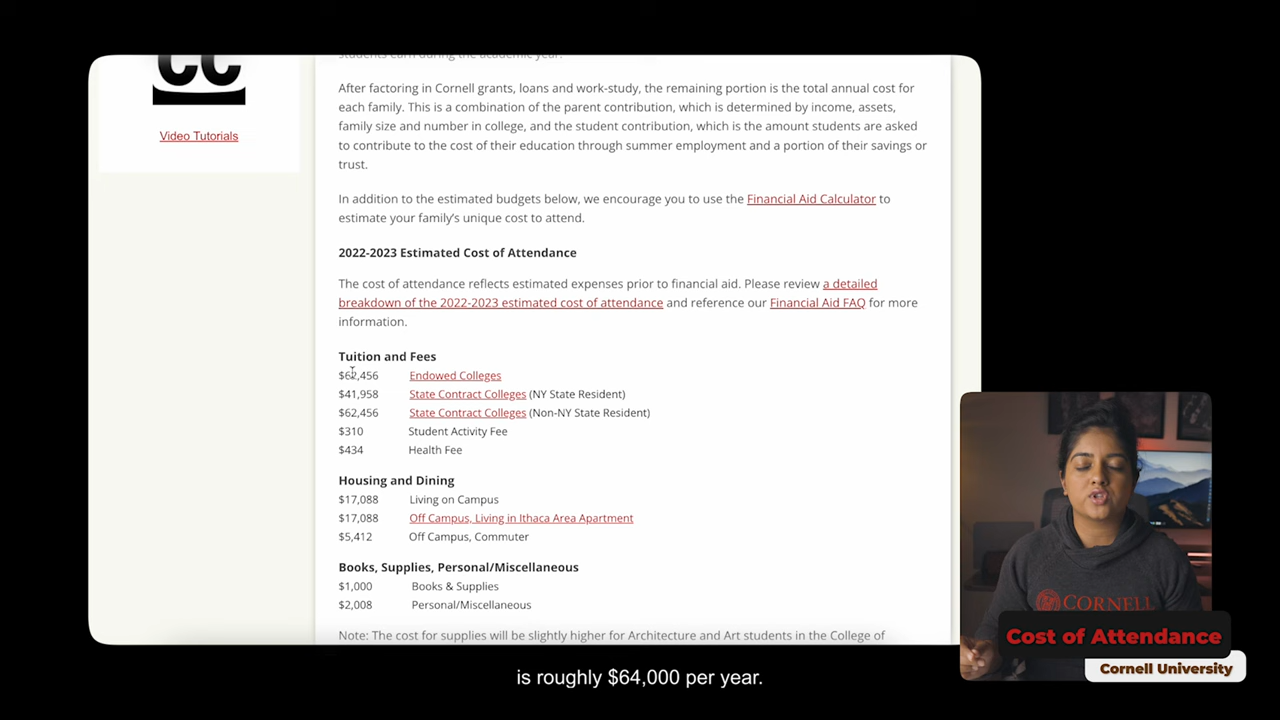 students earn during the academic year.
CC
Video Tutorials
After factoring in Cornell grants, loans and work-study, the remaining portion is the total annual cost for
each family. This is a combination of the parent contribution, which is determined by income, assets,
family size and number in college, and the student contribution, which is the amount students are asked
to contribute to the cost of their education through summer employment and a portion of their savings or
trust.
In addition to the estimated budgets below, we encourage you to use the Financial Aid Calculator to
estimate your family's unique cost to attend.
2022-2023 Estimated Cost of Attendance
The cost of attendance reflects estimated expenses prior to financial aid. Please review a detailed
breakdown of the 2022-2023 estimated cost of attendance and reference our Financial Aid FAQ for more
information.
Tuition and Fees
$62,456 Endowed Colleges
$41,958 State Contract Colleges (NY State Resident)
$62,456 State Contract Colleges (Non-NY State Resident)
$310 Student Activity Fee
$434 Health Fee
Housing and Dining
$17,088 Living on Campus
$17,088 Off Campus, Living in Ithaca Area Apartment
$5,412 Off Campus, Commuter
Books, Supplies, Personal/Miscellaneous
$1,000 Books & Supplies
$2,008 Personal/Miscellaneous
Note: The cost for supplies will be slightly higher for Architecture and Art students in the College of
CORNELL
Cost of Attendance
Cornell University
is roughly $64,000 per year.